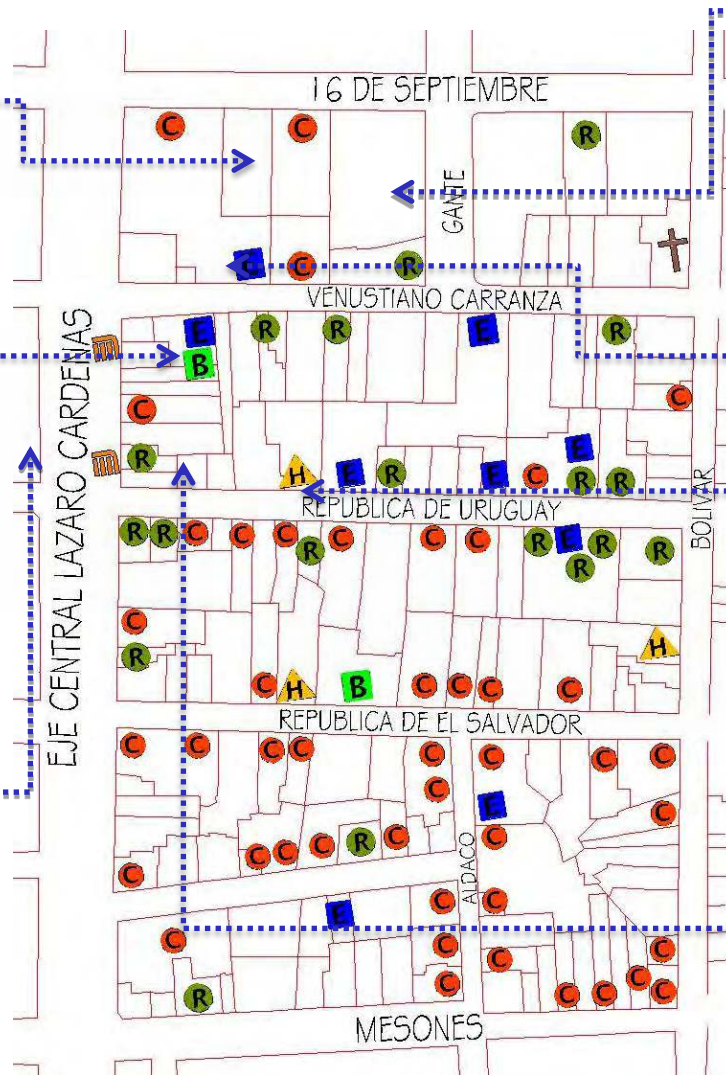 16 DE SEPTIEMBRE
C C R
GANTE
C R
VENUSTIANO CARRANZA
E R R E R
B
C C
EJE CENTRAL LAZARO CARDENAS
R H E R E C E R R
BOLIVAR
REPUBLICA DE URUGUAY
R R C C C R C C C R E R R R
C
R H
C H B C C C C
REPUBLICA DE EL SALVADOR
C C C C C C C C
C E C
C C C R C C
C
ALDACO
E C C
C C C C
C C
R C C C C
MESONES